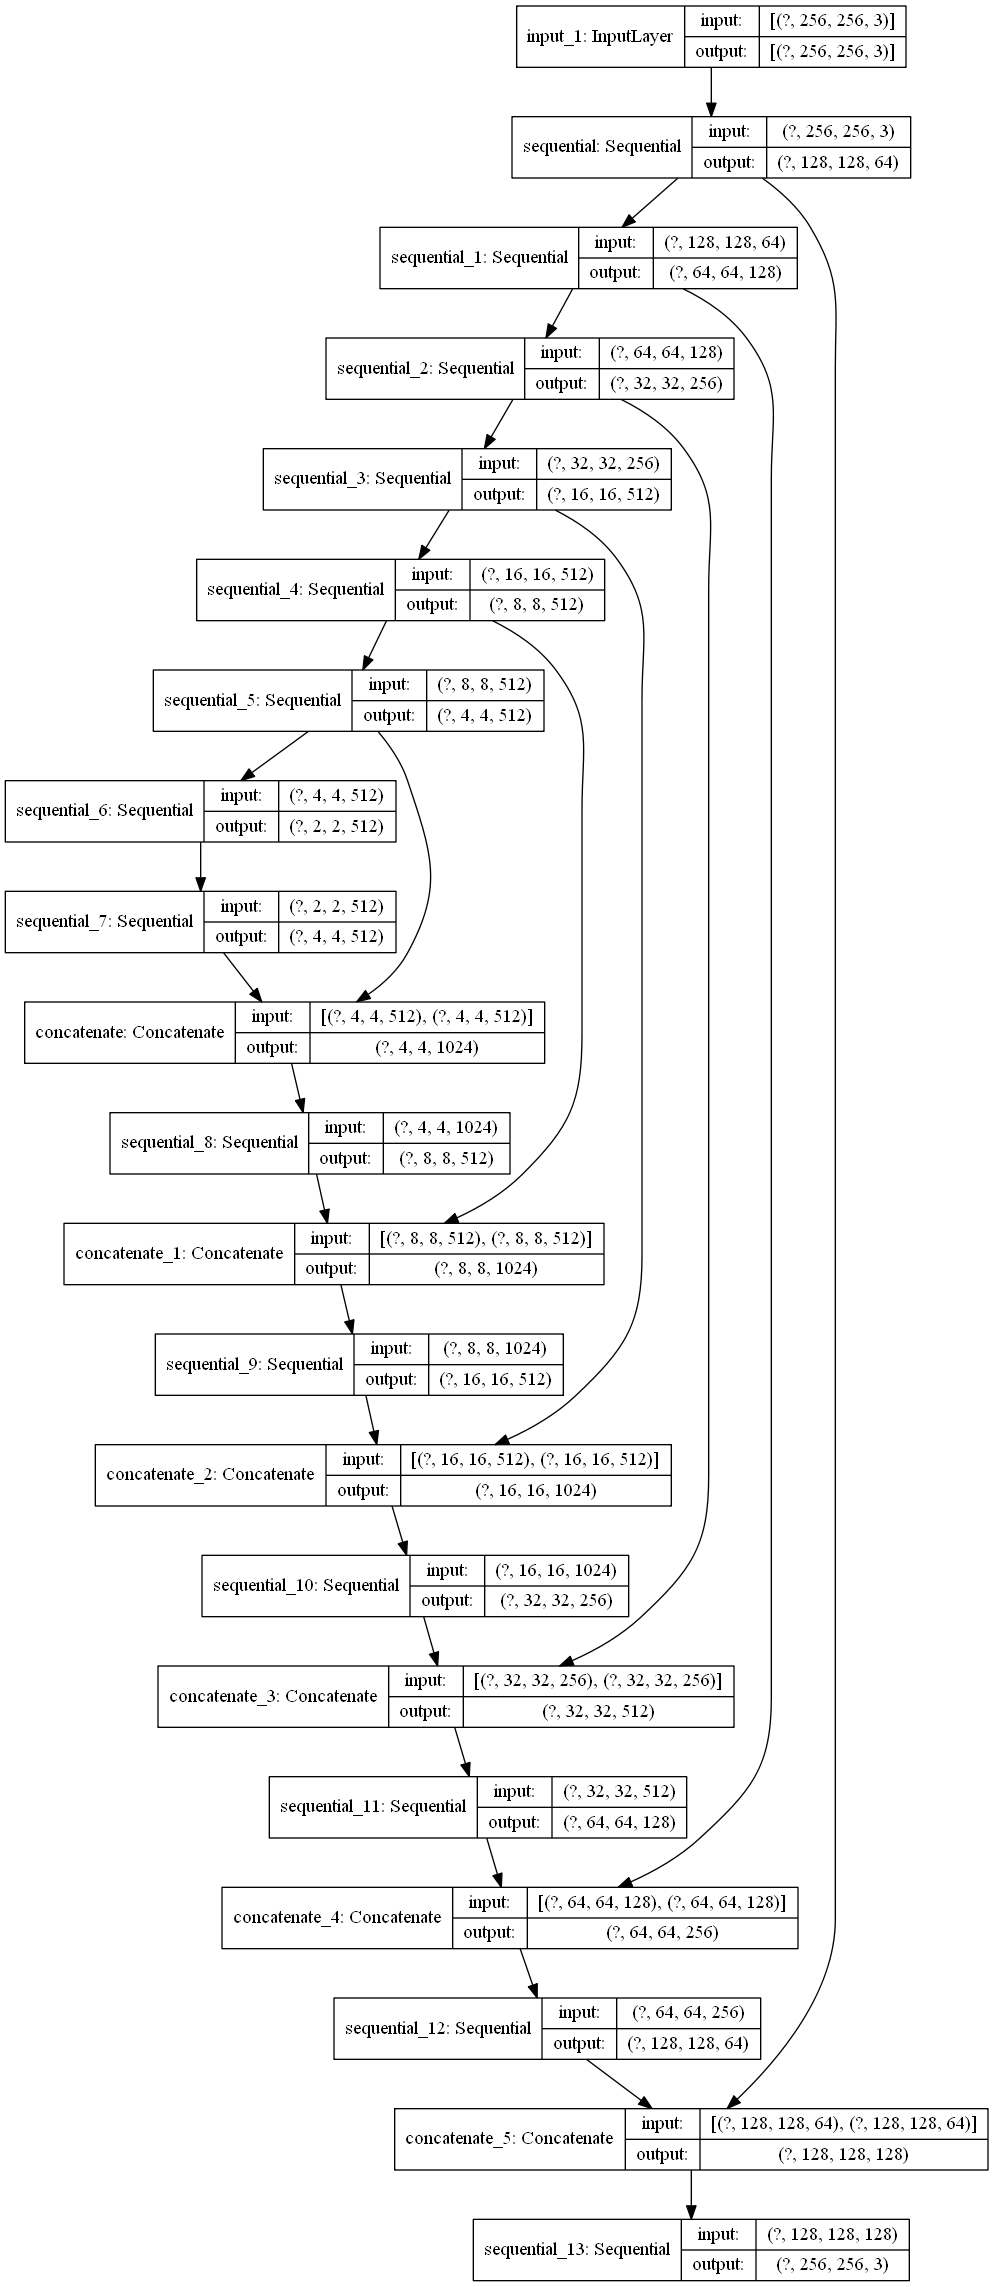 input_1: InputLayer
input: [(?, 256, 256, 3)]
output: [(?, 256, 256, 3)]
sequential: Sequential
input: (?, 256, 256, 3)
output: (?, 128, 128, 64)
sequential_1: Sequential
input: (?, 128, 128, 64)
output: (?, 64, 64, 128)
sequential_2: Sequential
input: (?, 64, 64, 128)
output: (?, 32, 32, 256)
sequential_3: Sequential
input: (?, 32, 32, 256)
output: (?, 16, 16, 512)
sequential_4: Sequential
input: (?, 16, 16, 512)
output: (?, 8, 8, 512)
sequential_5: Sequential
input: (?, 8, 8, 512)
output: (?, 4, 4, 512)
sequential_6: Sequential
input: (?, 4, 4, 512)
output: (?, 2, 2, 512)
sequential_7: Sequential
input: (?, 2, 2, 512)
output: (?, 4, 4, 512)
concatenate: Concatenate
input: [(?, 4, 4, 512), (?, 4, 4, 512)]
output: (?, 4, 4, 1024)
sequential_8: Sequential
input: (?, 4, 4, 1024)
output: (?, 8, 8, 512)
concatenate_1: Concatenate
input: [(?, 8, 8, 512), (?, 8, 8, 512)]
output: (?, 8, 8, 1024)
sequential_9: Sequential
input: (?, 8, 8, 1024)
output: (?, 16, 16, 512)
concatenate_2: Concatenate
input: [(?, 16, 16, 512), (?, 16, 16, 512)]
output: (?, 16, 16, 1024)
sequential_10: Sequential
input: (?, 16, 16, 1024)
output: (?, 32, 32, 256)
concatenate_3: Concatenate
input: [(?, 32, 32, 256), (?, 32, 32, 256)]
output: (?, 32, 32, 512)
sequential_11: Sequential
input: (?, 32, 32, 512)
output: (?, 64, 64, 128)
concatenate_4: Concatenate
input: [(?, 64, 64, 128), (?, 64, 64, 128)]
output: (?, 64, 64, 256)
sequential_12: Sequential
input: (?, 64, 64, 256)
output: (?, 128, 128, 64)
concatenate_5: Concatenate
input: [(?, 128, 128, 64), (?, 128, 128, 64)]
output: (?, 128, 128, 128)
sequential_13: Sequential
input: (?, 128, 128, 128)
output: (?, 256, 256, 3)